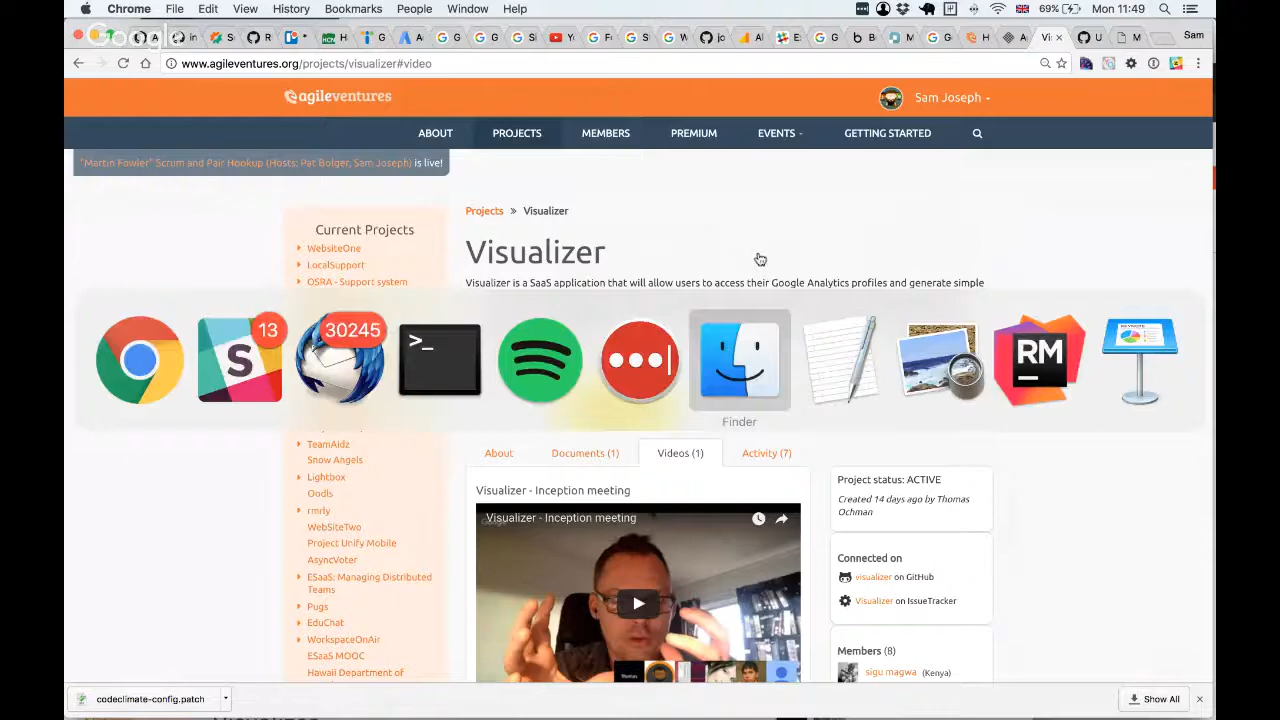 Chrome File Edit View History Bookmarks People Window Help 69% Mon 11:49
Google
Sam
www.agileventures.org/projects/visualizer#video
agileventures
Sam Joseph
ABOUT PROJECTS MEMBERS PREMIUM EVENTS GETTING STARTED
"Martin Fowler" Scrum and Pair Hookup (Hosts: Pat Bolger, Sam Joseph) is live!
Projects » Visualizer
Current Projects
Visualizer
WebsiteOne
LocalSupport
OSRA - Support system
Visualizer is a SaaS application that will allow users to access their Google Analytics profiles and generate simple
13
30245
>_
RM
KEYNOTE
Finder
TeamAidz
Snow Angels
Lightbox
Oodls
rmrly
WebSiteTwo
Project Unify Mobile
AsyncVoter
ESaaS: Managing Distributed
Teams
Pugs
EduChat
WorkspaceOnAir
ESaaS MOOC
Hawaii Department of
About Documents (1) Videos (1) Activity (7)
Visualizer - Inception meeting
Visualizer - Inception meeting
Thomas
Project status: ACTIVE
Created 14 days ago by Thomas
Ochman
Connected on
visualizer on GitHub
Visualizer on IssueTracker
Members (8)
sigu magwa (Kenya)
codeclimate-config.patch
Show All